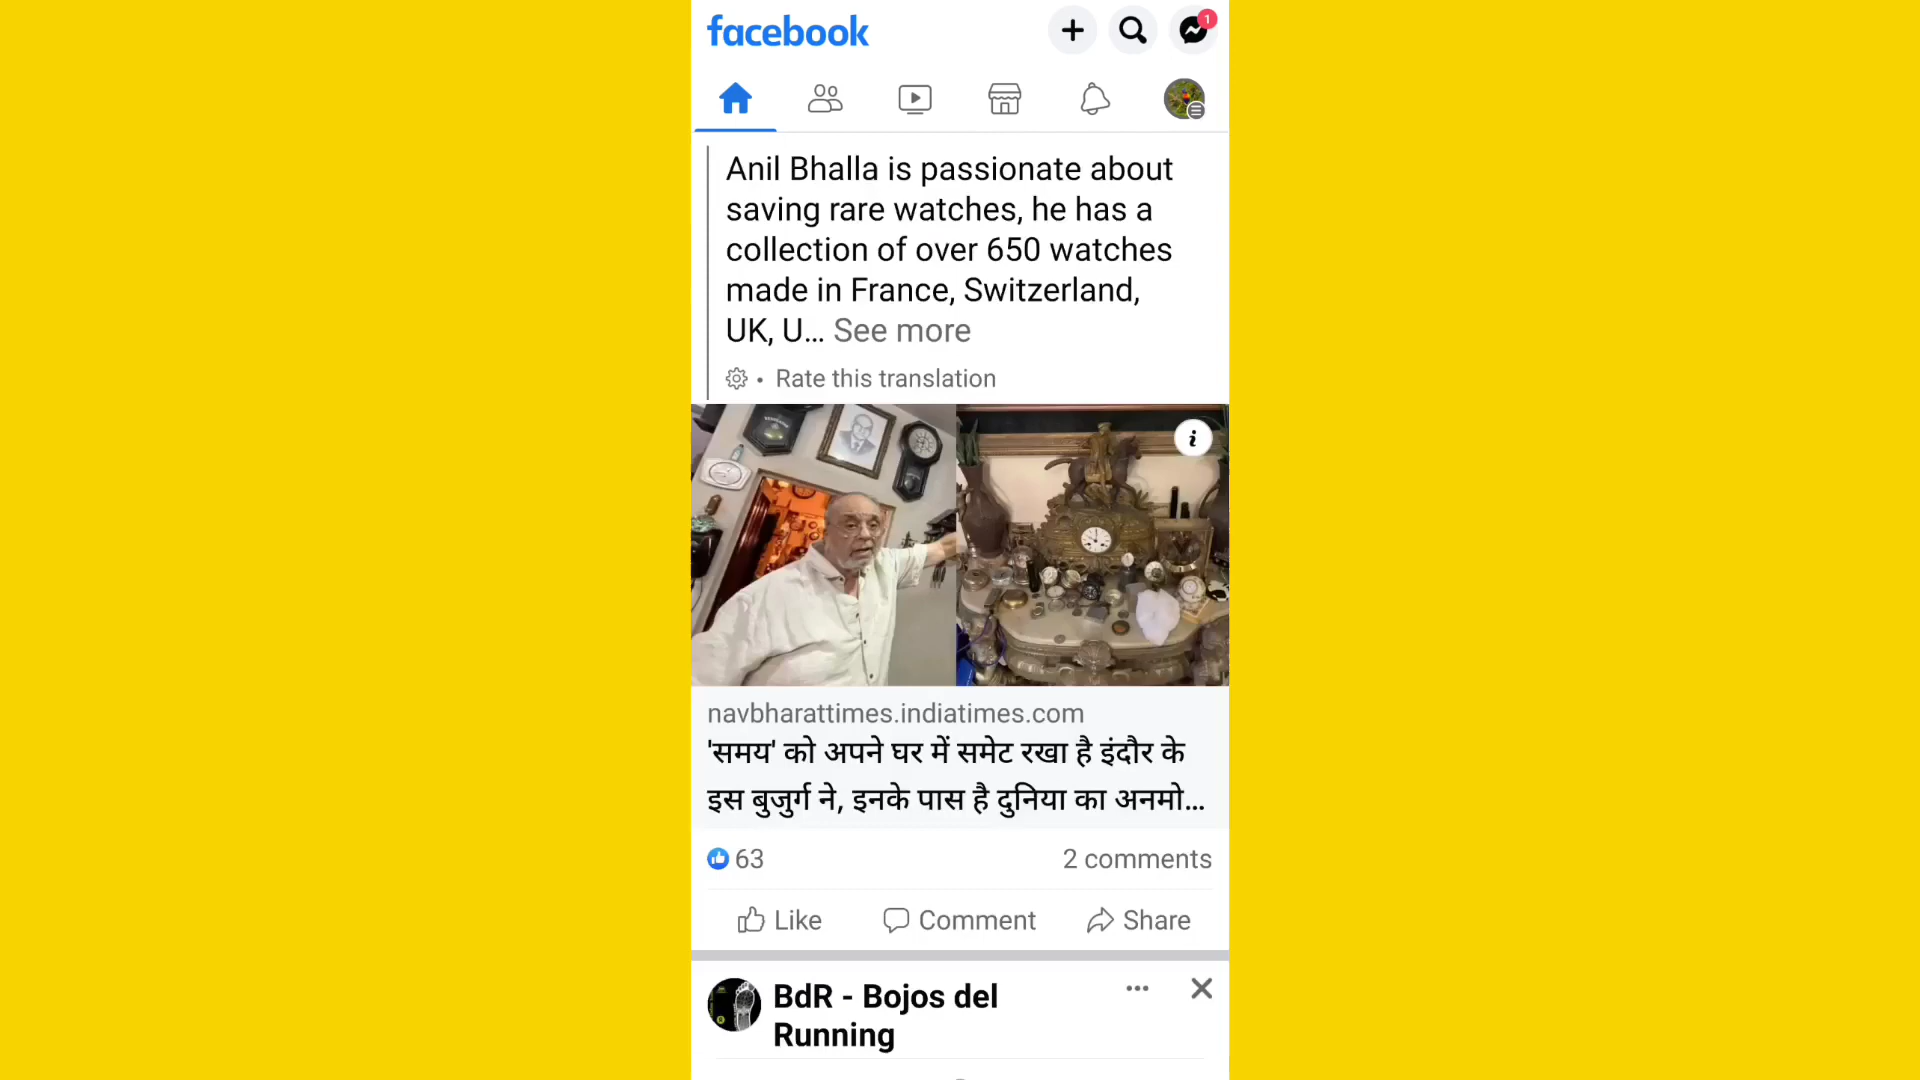 facebook
1
Anil Bhalla is passionate about
saving rare watches, he has a
collection of over 650 watches
made in France, Switzerland,
UK, U... See more
• Rate this translation
i
navbharattimes.indiatimes.com
'समय' को अपने घर में समेट रखा है इंदौर के
इस बुजुर्ग ने, इनके पास है दुनिया का अनमो...
63
2 comments
Like
Comment
Share
BdR - Bojos del
Running